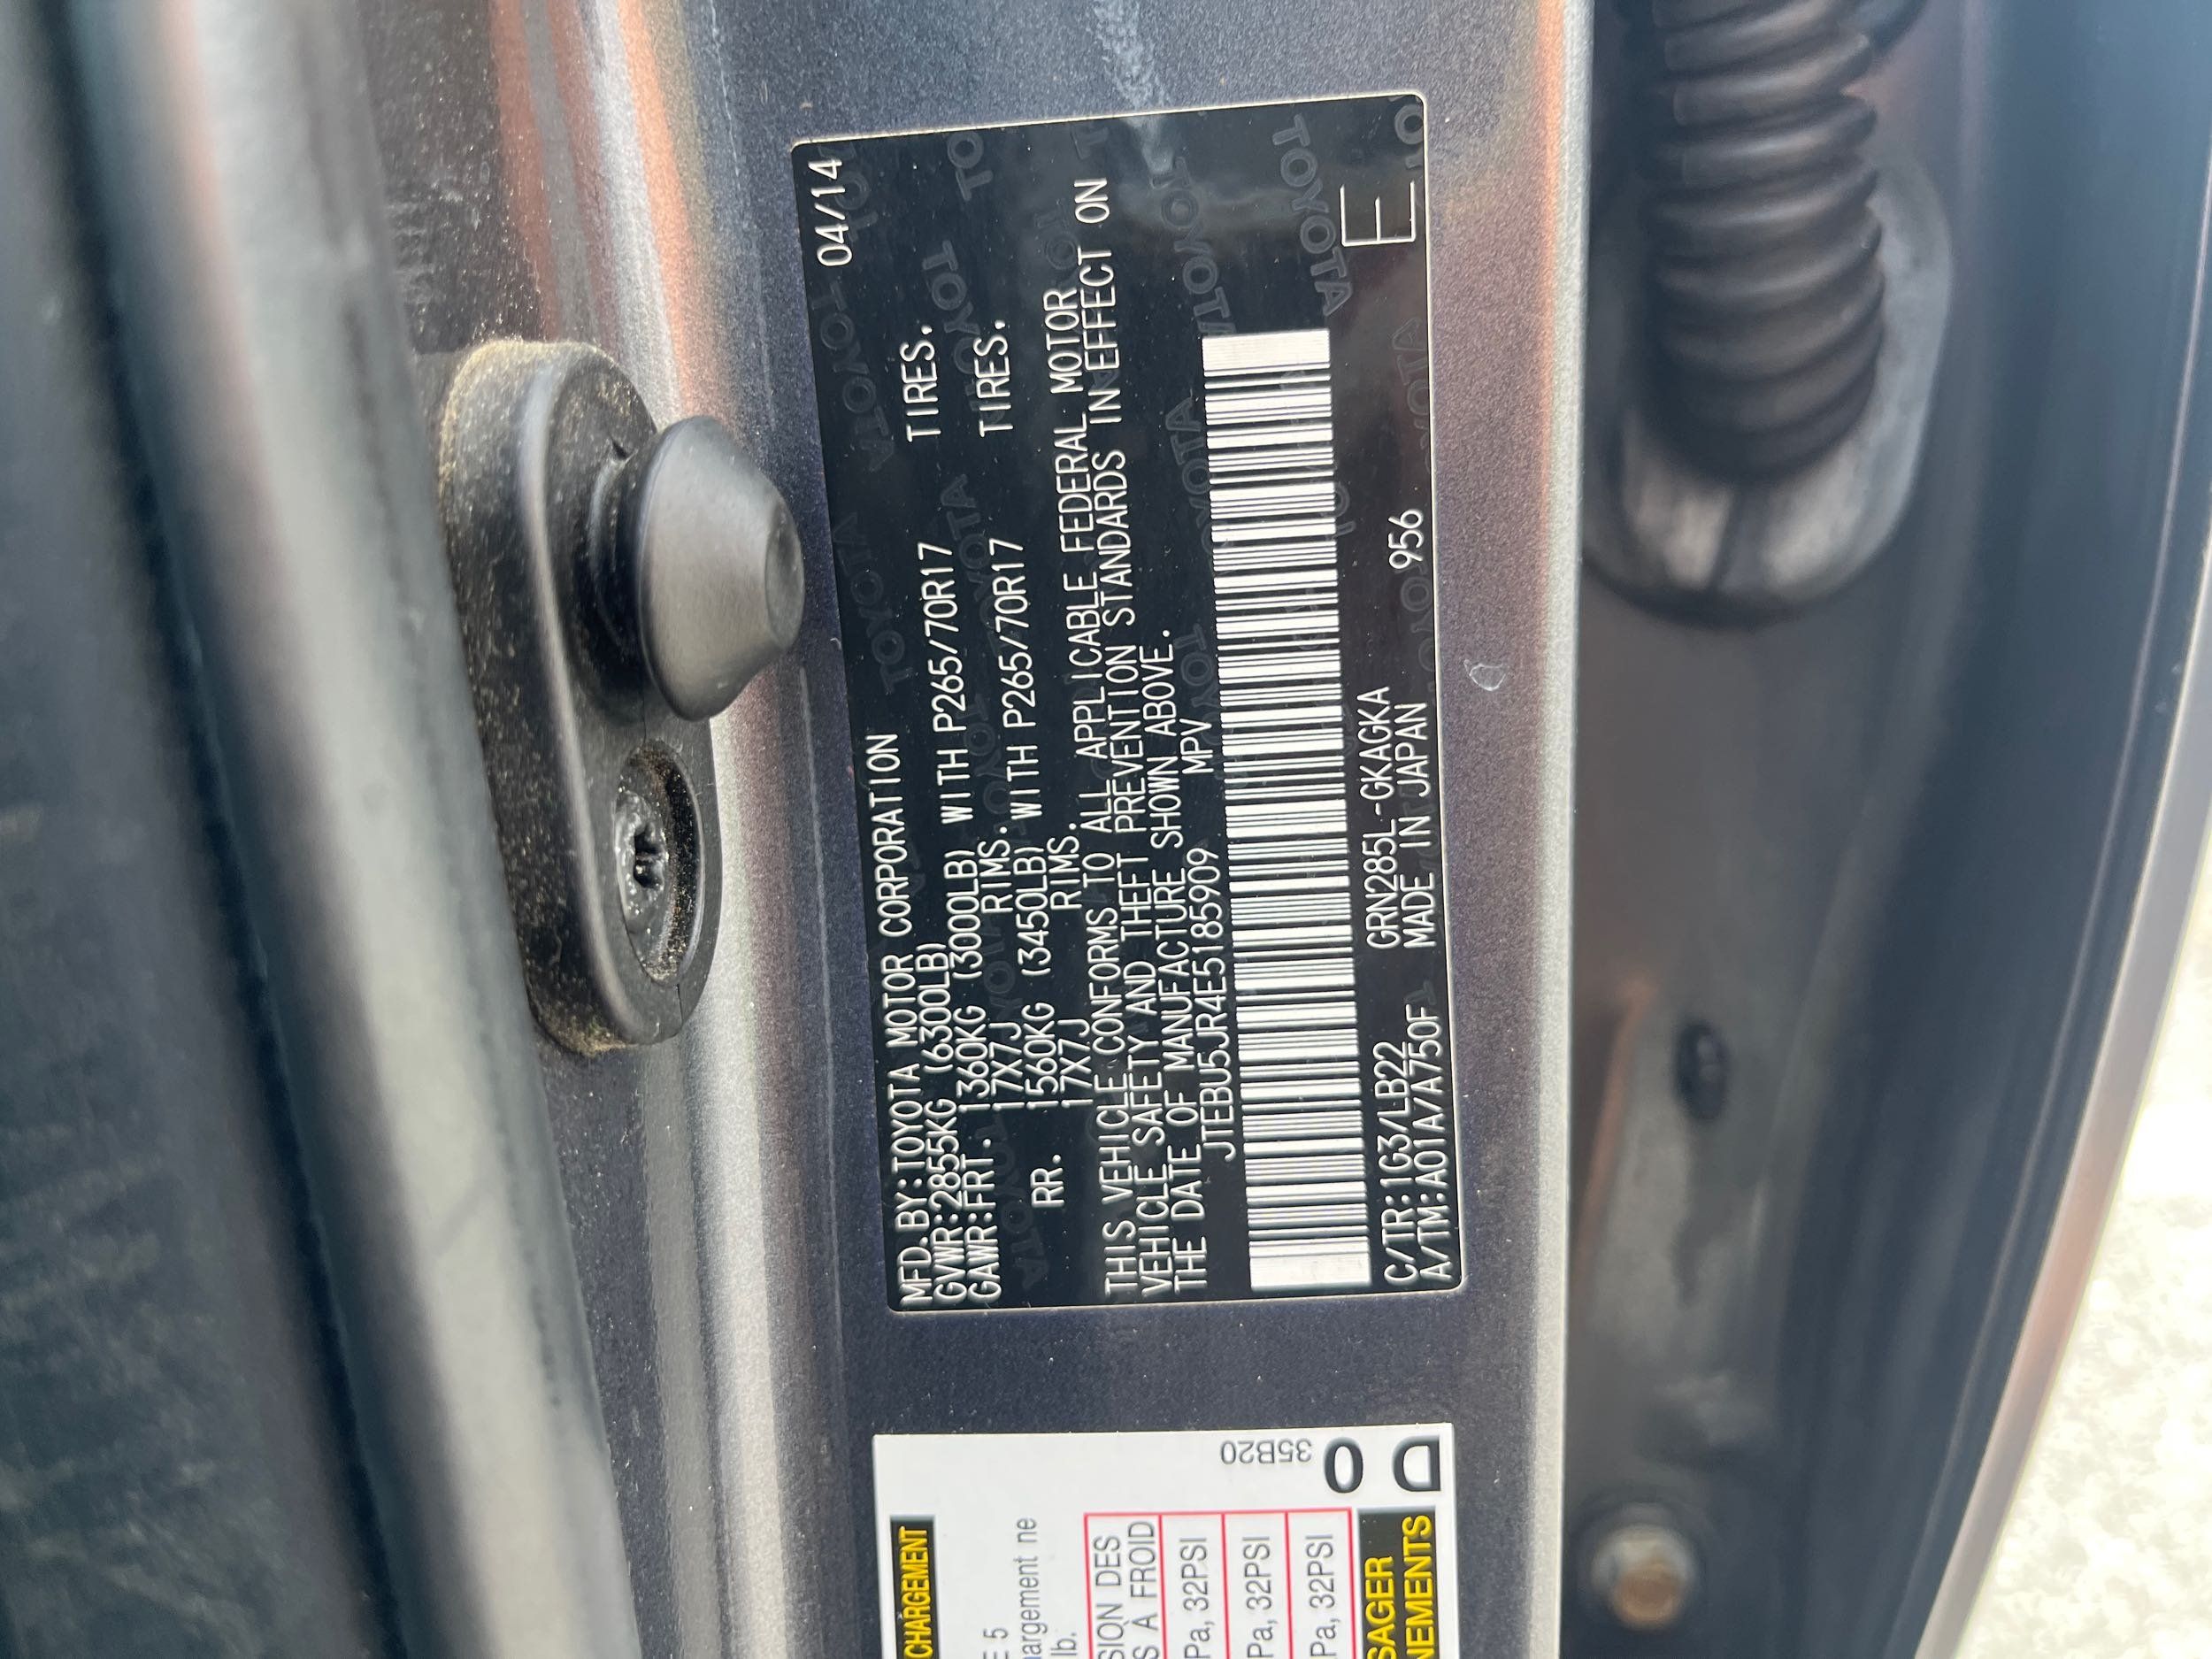 MFD.BY:TOYOTA MOTOR CORPORATION 04/14
GVWR:2855KG (6300LB)
GAWR:FRT. 1360KG (3000LB) WITH P265/70R17 TIRES.
17X7J RIMS.
RR. 1560KG (3450LB) WITH P265/70R17 TIRES.
17X7J RIMS.
THIS VEHICLE CONFORMS TO ALL APPLICABLE FEDERAL MOTOR
VEHICLE SAFETY AND THEFT PREVENTION STANDARDS IN EFFECT ON
THE DATE OF MANUFACTURE SHOWN ABOVE.
JTEBU5JR4E5185909 MPV
C/TR:1G3/LB22 GRN285L-GKAGKA
A/TM:A01A/A750F MADE IN JAPAN 956
E
CHARGEMENT
E 5
argement ne
lb.
SION DES
S À FROID
Pa, 32PSI
Pa, 32PSI
Pa, 32PSI
SAGER
NEMENTS
35B20
0
D